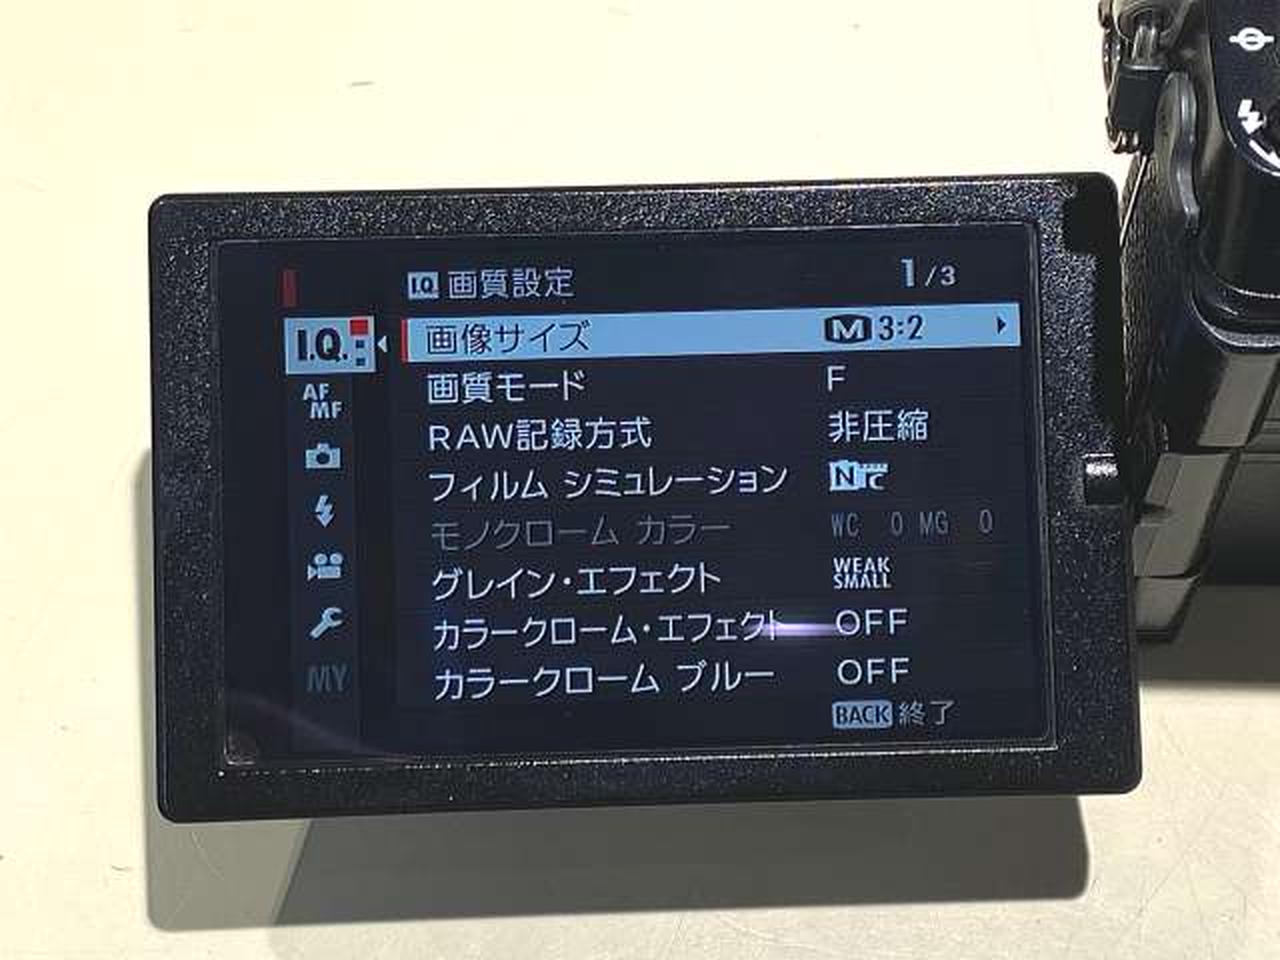 I.Q. 画質設定 1/3
I.Q. 画像サイズ M 3:2
画質モード F
AF
MF
RAW記録方式 非圧縮
フィルム シミュレーション Nc
モノクローム カラー WC 0 MG 0
グレイン・エフェクト WEAK SMALL
カラークローム・エフェクト OFF
カラークローム ブルー OFF
MY
BACK 終了